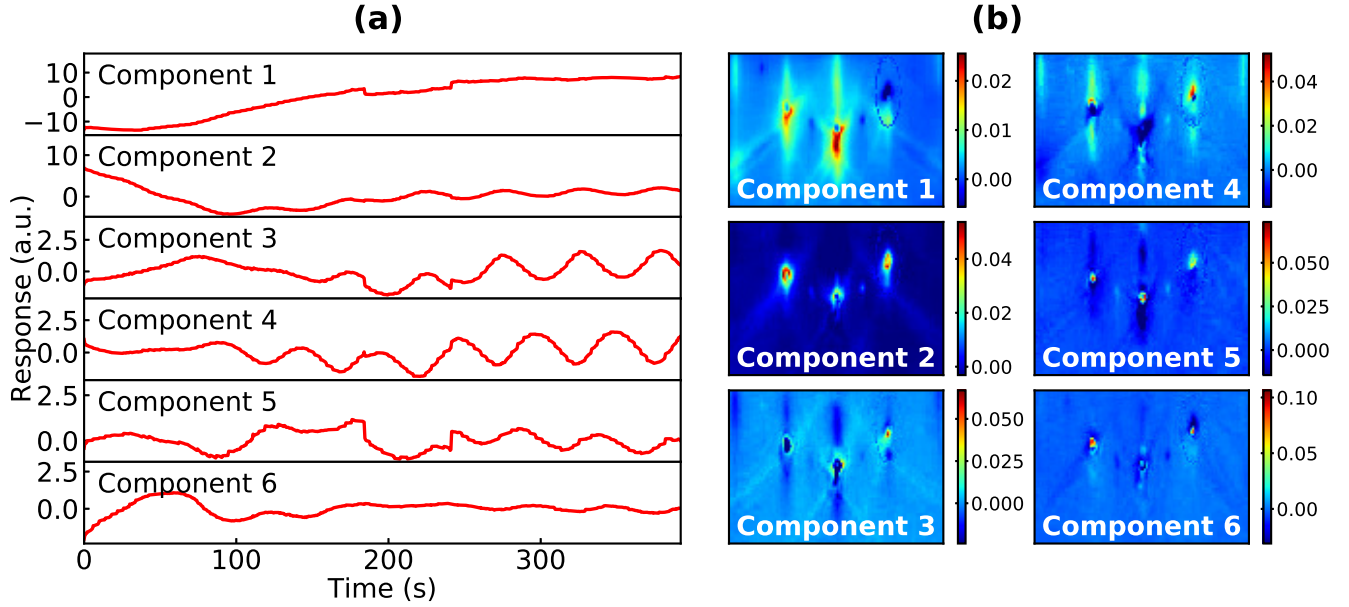 (a)
(b)
Response (a.u.)
Component 1
10
0
−10
Component 2
10
0
Component 3
2.5
0.0
Component 4
2.5
0.0
Component 5
2.5
0.0
Component 6
2.5
0.0
0
100
200
300
Time (s)
Component 1
0.02
0.01
0.00
Component 4
0.04
0.02
0.00
Component 2
0.04
0.02
0.00
Component 5
0.050
0.025
0.000
Component 3
0.050
0.025
0.000
Component 6
0.10
0.05
0.00